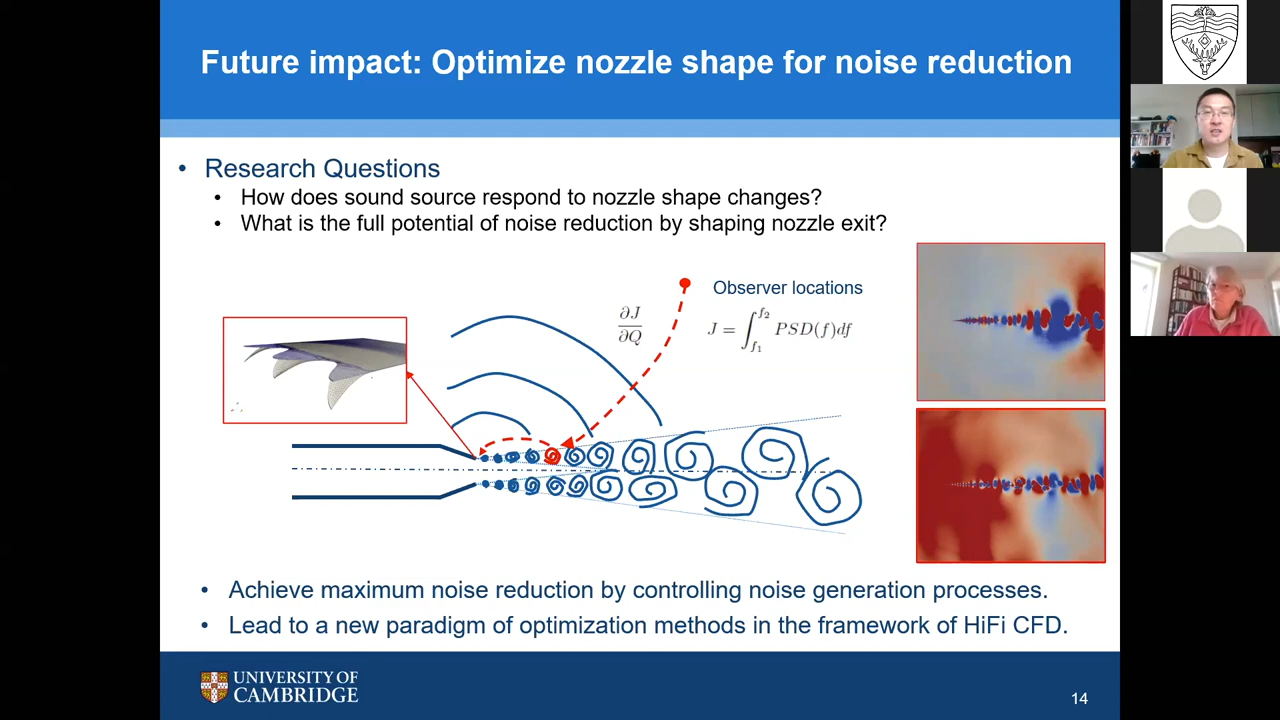 Future impact: Optimize nozzle shape for noise reduction
• Research Questions
• How does sound source respond to nozzle shape changes?
• What is the full potential of noise reduction by shaping nozzle exit?
Observer locations
∂J
∂Q
J = ∫_{f₁}^{f₂} PSD(f)df
• Achieve maximum noise reduction by controlling noise generation processes.
• Lead to a new paradigm of optimization methods in the framework of HiFi CFD.
UNIVERSITY OF
CAMBRIDGE
14